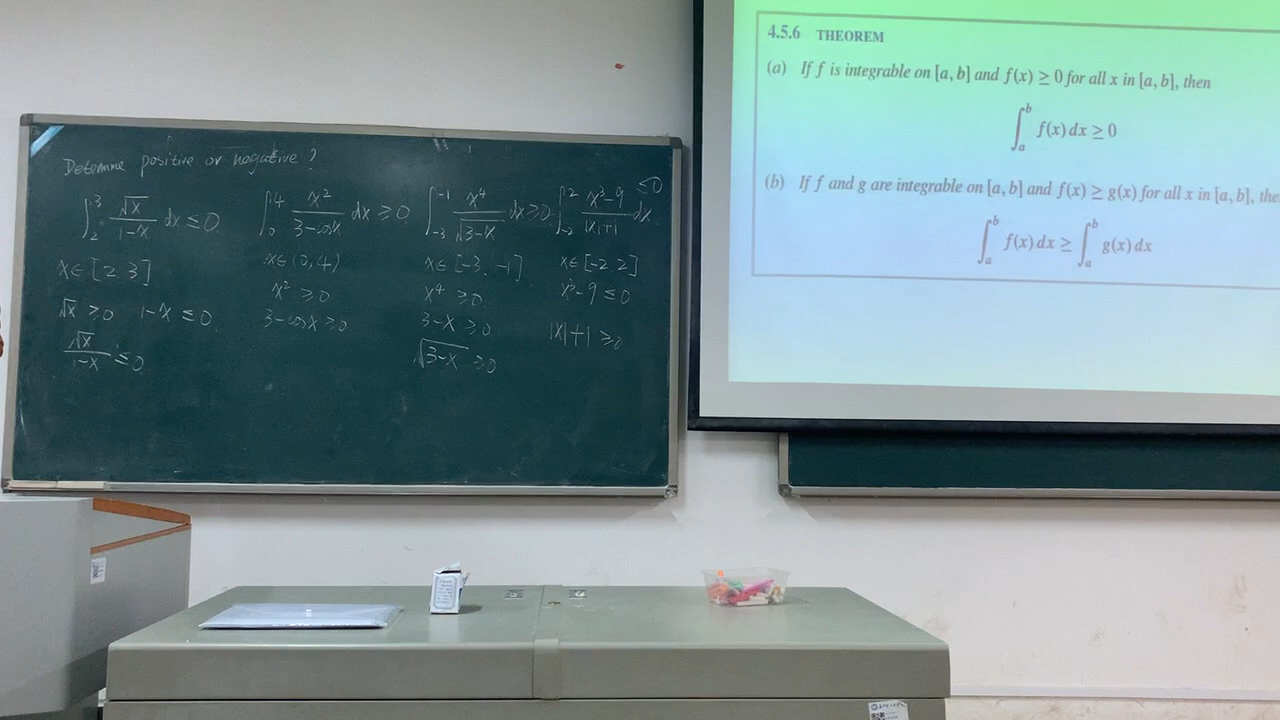 Determine positive or negative ?
∫₂³ √x/(1-x) dx ≤ 0
x∈[2 3]
√x ≥ 0 1-x ≤ 0
√x/(1-x) ≤ 0
∫₀⁴ x²/(3-cosx) dx ≥ 0
x∈(0,4)
x² ≥ 0
3-cosx ≥ 0
∫₋₃⁻¹ x⁴/√(3-x) dx ≥ 0
x∈[-3, -1]
x⁴ ≥ 0
3-x ≥ 0
√(3-x) ≥ 0
∫₋₂² (x³-9)/(|x|+1) dx ≤0
x∈[-2 2]
x³-9 ≤ 0
|x|+1 ≥0
4.5.6 THEOREM
(a) If f is integrable on [a, b] and f(x) ≥ 0 for all x in [a, b], then
∫ₐᵇ f(x) dx ≥ 0
(b) If f and g are integrable on [a, b] and f(x) ≥ g(x) for all x in [a, b],
∫ₐᵇ f(x) dx ≥ ∫ₐᵇ g(x) dx